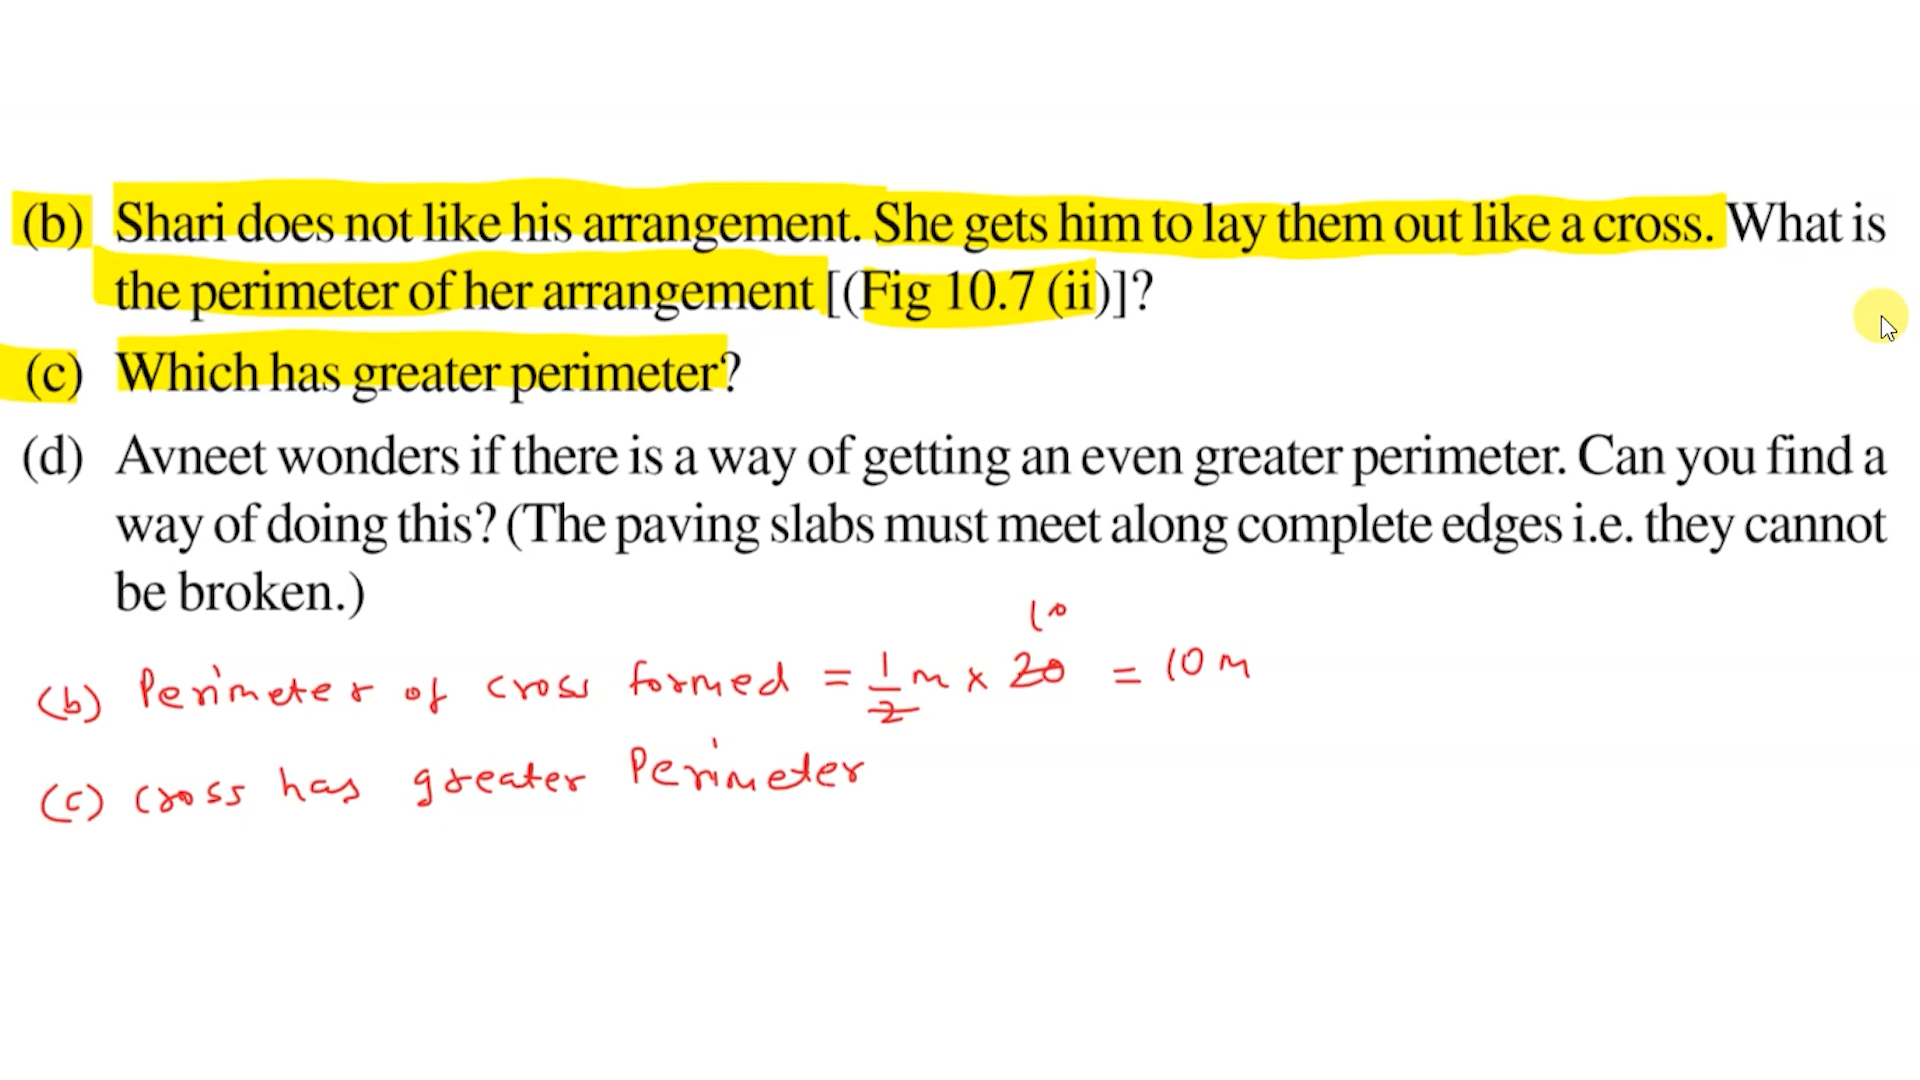 (b) Shari does not like his arrangement. She gets him to lay them out like a cross. What is
the perimeter of her arrangement [(Fig 10.7 (ii)]?
(c) Which has greater perimeter?
(d) Avneet wonders if there is a way of getting an even greater perimeter. Can you find a
way of doing this? (The paving slabs must meet along complete edges i.e. they cannot
be broken.)
10
(b) Perimeter of cross formed = 1/2 m × 20 = 10 m
(c) cross has greater Perimeter